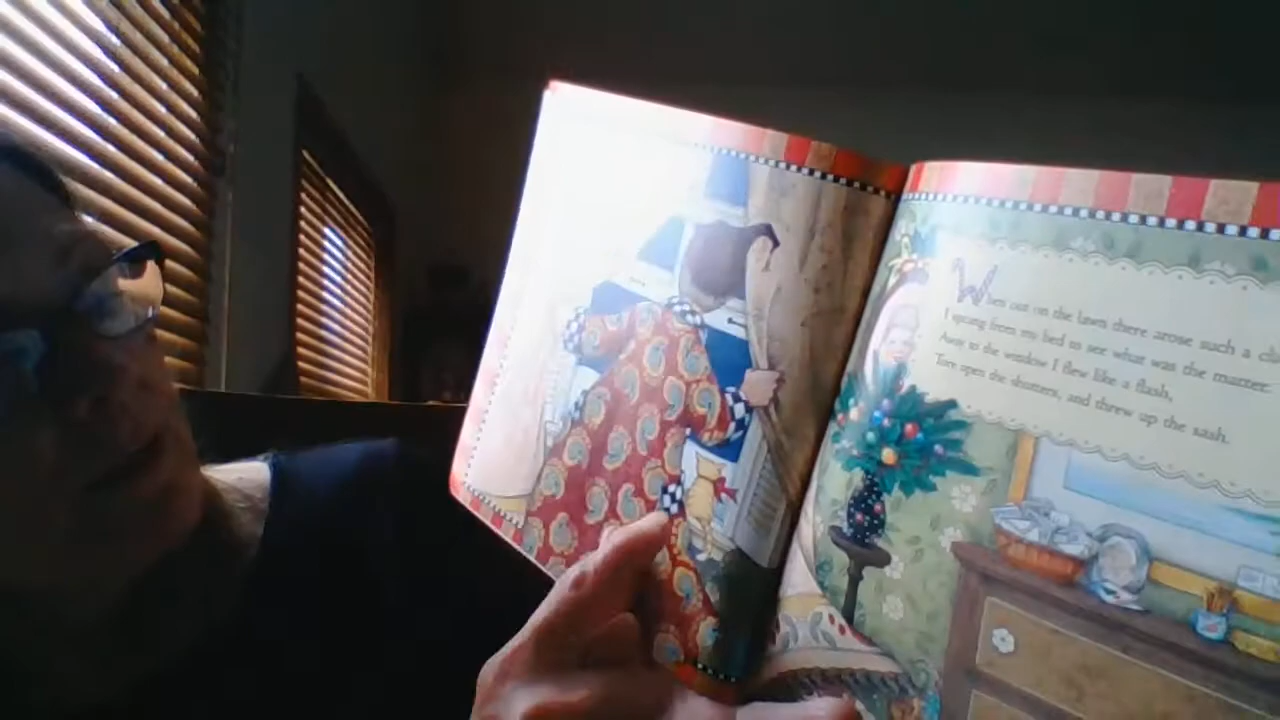 When out on the lawn there arose such a
I sprang from my bed to see what was the matter.
Away to the window I flew like a flash,
Tore open the shutters, and threw up the sash.